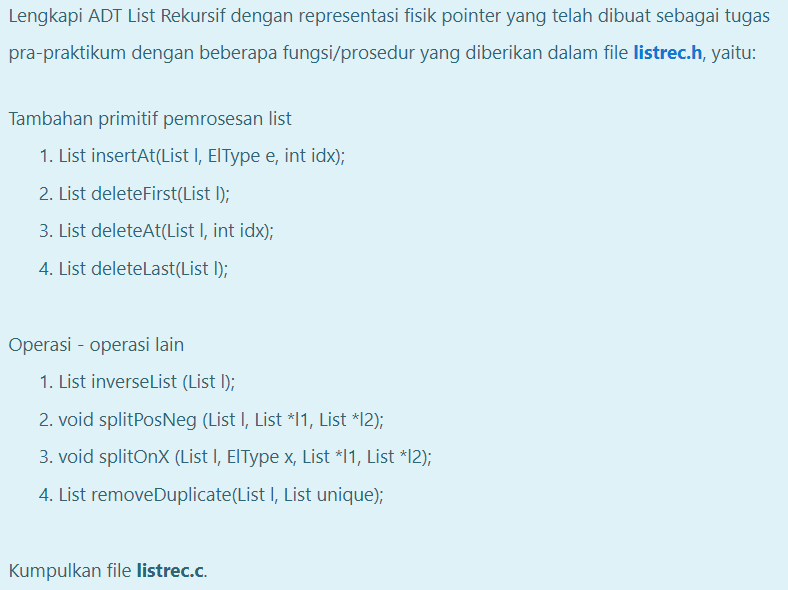 Lengkapi ADT List Rekursif dengan representasi fisik pointer yang telah dibuat sebagai tugas
pra-praktikum dengan beberapa fungsi/prosedur yang diberikan dalam file listrec.h, yaitu:
Tambahan primitif pemrosesan list
1. List insertAt(List l, ElType e, int idx);
2. List deleteFirst(List l);
3. List deleteAt(List l, int idx);
4. List deleteLast(List l);
Operasi - operasi lain
1. List inverseList (List l);
2. void splitPosNeg (List l, List *l1, List *l2);
3. void splitOnX (List l, ElType x, List *l1, List *l2);
4. List removeDuplicate(List l, List unique);
Kumpulkan file listrec.c.